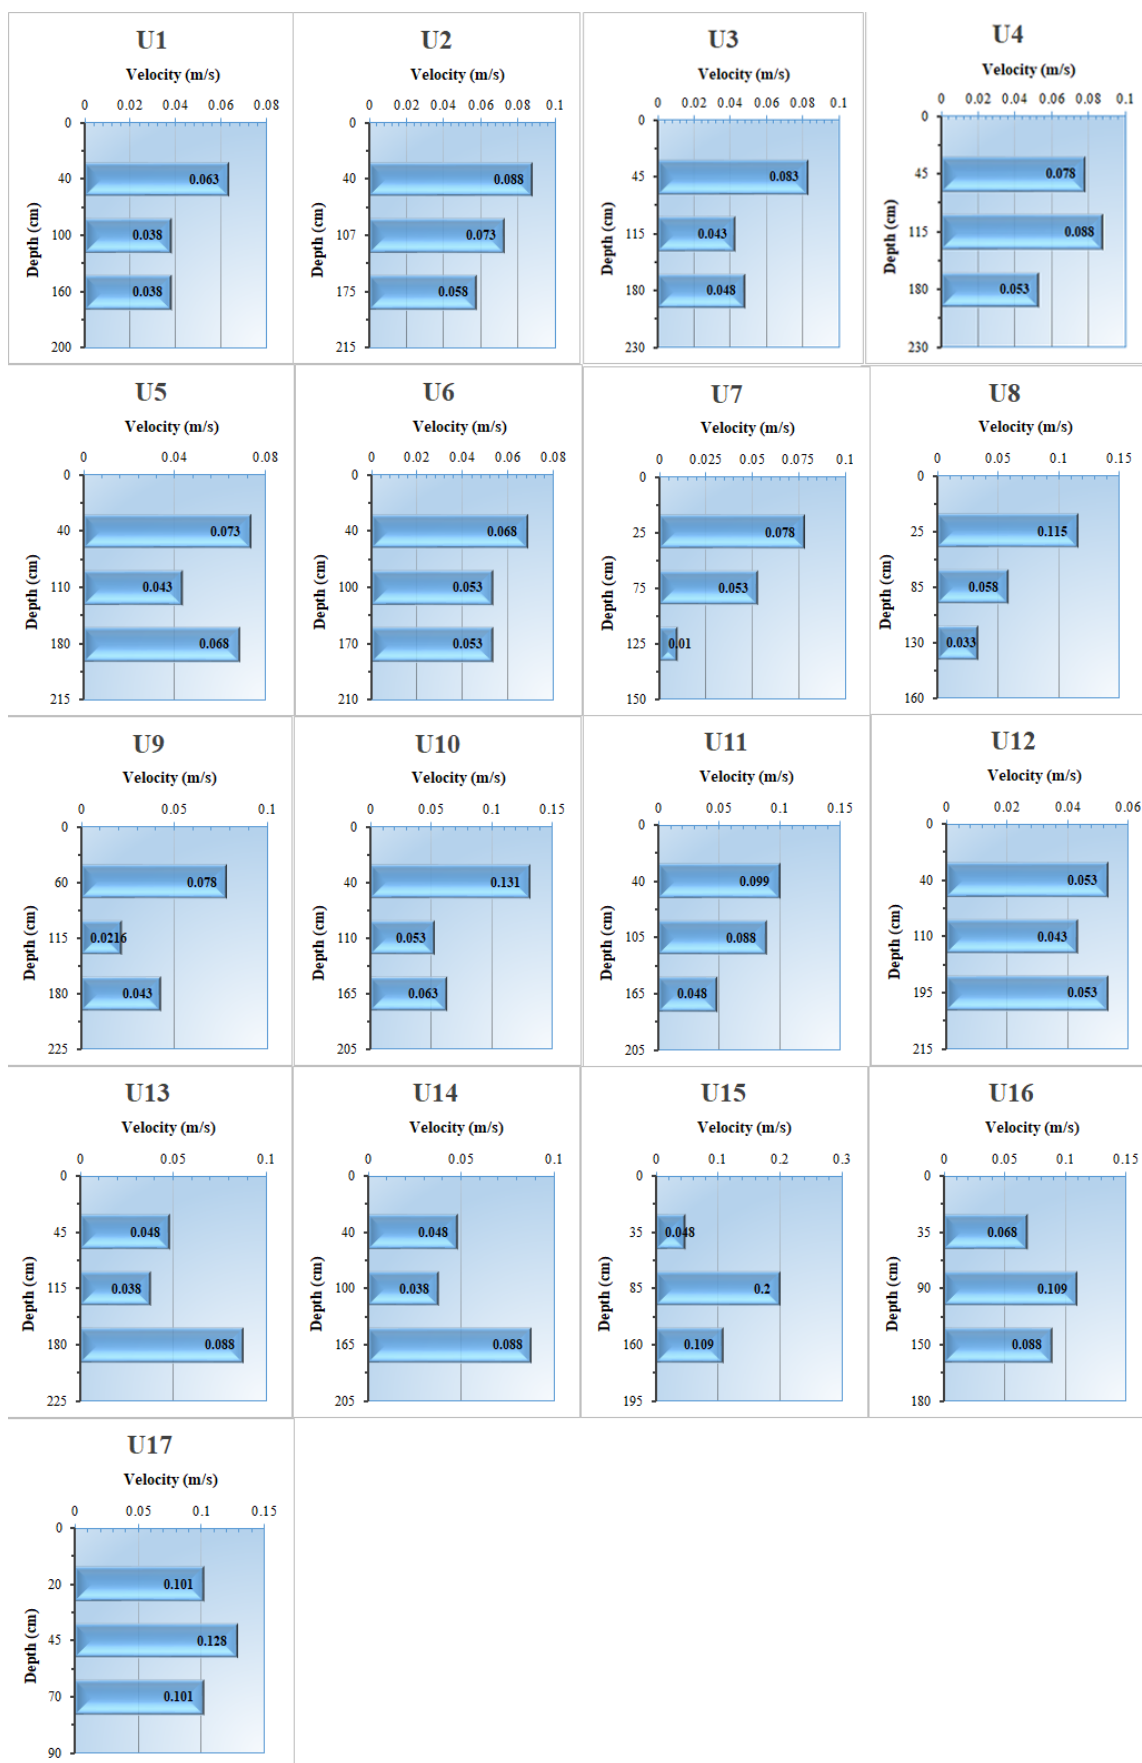 U1
Velocity (m/s)
0 0.02 0.04 0.06 0.08
Depth (cm)
0
40 0.063
100 0.038
160 0.038
200
U2
Velocity (m/s)
0 0.02 0.04 0.06 0.08 0.1
Depth (cm)
0
40 0.088
107 0.073
175 0.058
215
U3
Velocity (m/s)
0 0.02 0.04 0.06 0.08 0.1
Depth (cm)
0
45 0.083
115 0.043
180 0.048
230
U4
Velocity (m/s)
0 0.02 0.04 0.06 0.08 0.1
Depth (cm)
0
45 0.078
115 0.088
180 0.053
230
U5
Velocity (m/s)
0 0.04 0.08
Depth (cm)
0
40 0.073
110 0.043
180 0.068
215
U6
Velocity (m/s)
0 0.02 0.04 0.06 0.08
Depth (cm)
0
40 0.068
100 0.053
170 0.053
210
U7
Velocity (m/s)
0 0.025 0.05 0.075 0.1
Depth (cm)
0
25 0.078
75 0.053
125 0.01
150
U8
Velocity (m/s)
0 0.05 0.1 0.15
Depth (cm)
0
25 0.115
85 0.058
130 0.033
160
U9
Velocity (m/s)
0 0.05 0.1
Depth (cm)
0
60 0.078
115 0.0216
180 0.043
225
U10
Velocity (m/s)
0 0.05 0.1 0.15
Depth (cm)
0
40 0.131
110 0.053
165 0.063
205
U11
Velocity (m/s)
0 0.05 0.1 0.15
Depth (cm)
0
40 0.099
105 0.088
165 0.048
205
U12
Velocity (m/s)
0 0.02 0.04 0.06
Depth (cm)
0
40 0.053
110 0.043
195 0.053
215
U13
Velocity (m/s)
0 0.05 0.1
Depth (cm)
0
45 0.048
115 0.038
180 0.088
225
U14
Velocity (m/s)
0 0.05 0.1
Depth (cm)
0
40 0.048
100 0.038
165 0.088
205
U15
Velocity (m/s)
0 0.1 0.2 0.3
Depth (cm)
0
35 0.048
85 0.2
160 0.109
195
U16
Velocity (m/s)
0 0.05 0.1 0.15
Depth (cm)
0
35 0.068
90 0.109
150 0.088
180
U17
Velocity (m/s)
0 0.05 0.1 0.15
Depth (cm)
0
20 0.101
45 0.128
70 0.101
90